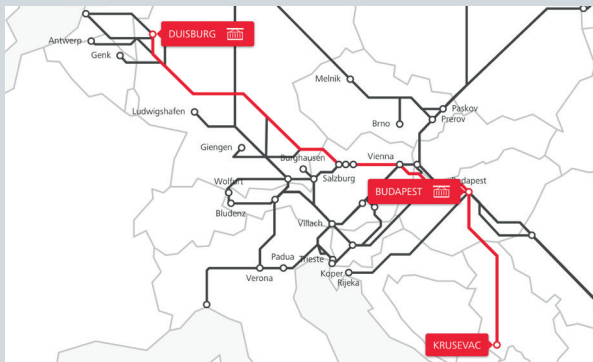 DUISBURG
Antwerp
Genk
Melnik
Ludwigshafen
Paskov
Brno
Prerov
Giengen
Burghausen
Vienna
Salzburg
Wolfurt
Budapest
BUDAPEST
Bludenz
Villach
Padua
Trieste
Verona
Koper
Rijeka
KRUSEVAC